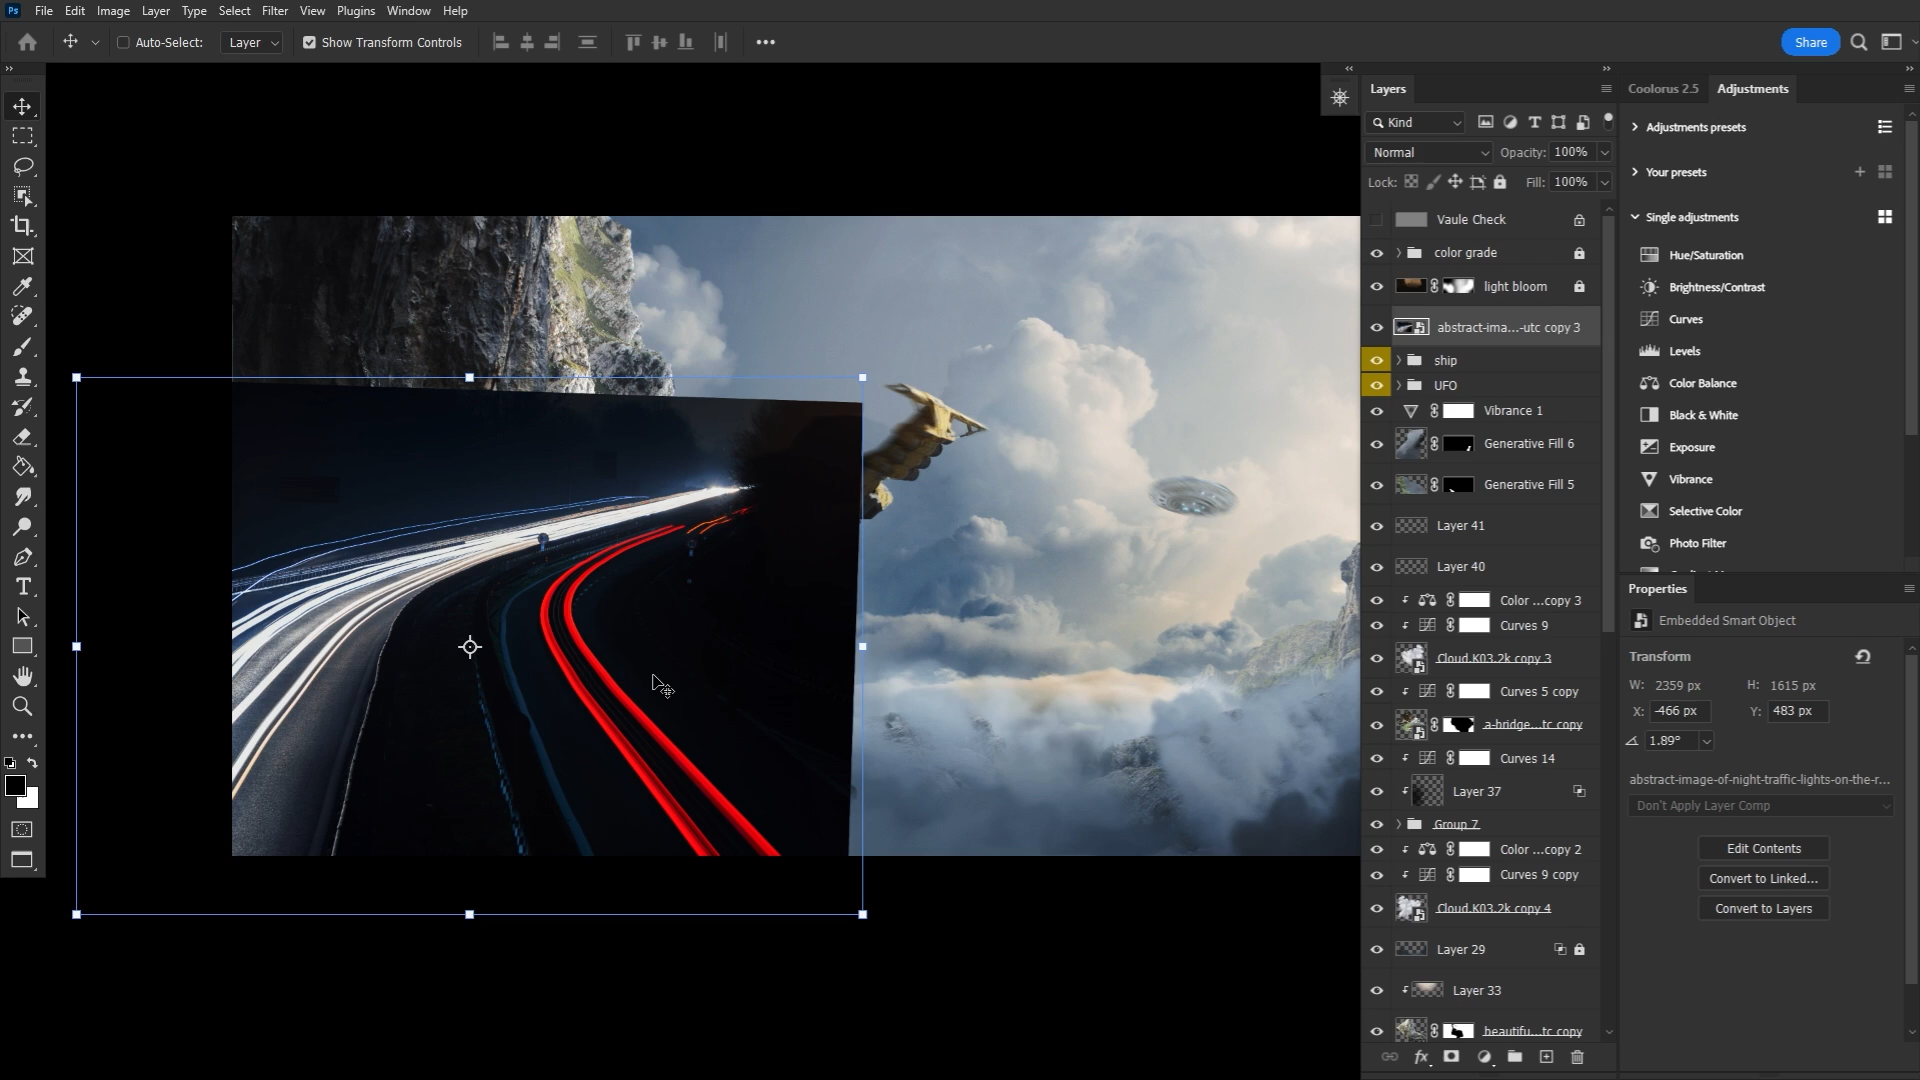 Ps File Edit Image Layer Type Select Filter View Plugins Window Help
Auto-Select: Layer Show Transform Controls
Share
Layers
Kind
Normal Opacity: 100%
Lock: Fill: 100%
Vaule Check
color grade
light bloom
abstract-ima...-utc copy 3
ship
UFO
Vibrance 1
Generative Fill 6
Generative Fill 5
Layer 41
Layer 40
Color ...copy 3
Curves 9
Cloud.K03.2k copy 3
Curves 5 copy
a-bridge...tc copy
Curves 14
Layer 37
Group 7
Color ...copy 2
Curves 9 copy
Cloud.K03.2k copy 4
Layer 29
Layer 33
beautifu...tc copy
fx
Coolorus 2.5 Adjustments
Adjustments presets
Your presets
Single adjustments
Hue/Saturation
Brightness/Contrast
Curves
Levels
Color Balance
Black & White
Exposure
Vibrance
Selective Color
Photo Filter
Properties
Embedded Smart Object
Transform
W: 2359 px H: 1615 px
X: -466 px Y: 483 px
1.89°
abstract-image-of-night-traffic-lights-on-the-r...
Don't Apply Layer Comp
Edit Contents
Convert to Linked...
Convert to Layers